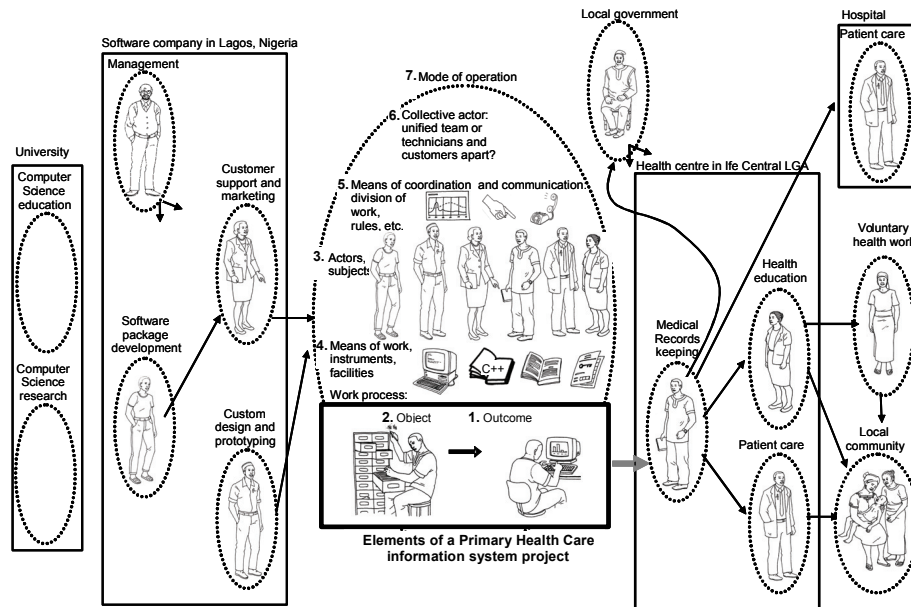 University
Computer
Science
education
Computer
Science
research
Software company in Lagos, Nigeria
Management
Customer
support and
marketing
Software
package
development
Custom
design and
prototyping
7. Mode of operation
6. Collective actor:
unified team or
technicians and
customers apart?
5. Means of coordination and communication:
division of
work,
rules, etc.
3. Actors,
subjects
4. Means of work,
instruments,
facilities
C++
Work process:
2. Object
1. Outcome
Elements of a Primary Health Care
information system project
Local government
Health centre in Ife Central LGA
Medical
Records
keeping
Health
education
Patient care
Hospital
Patient care
Voluntary
health work
Local
community